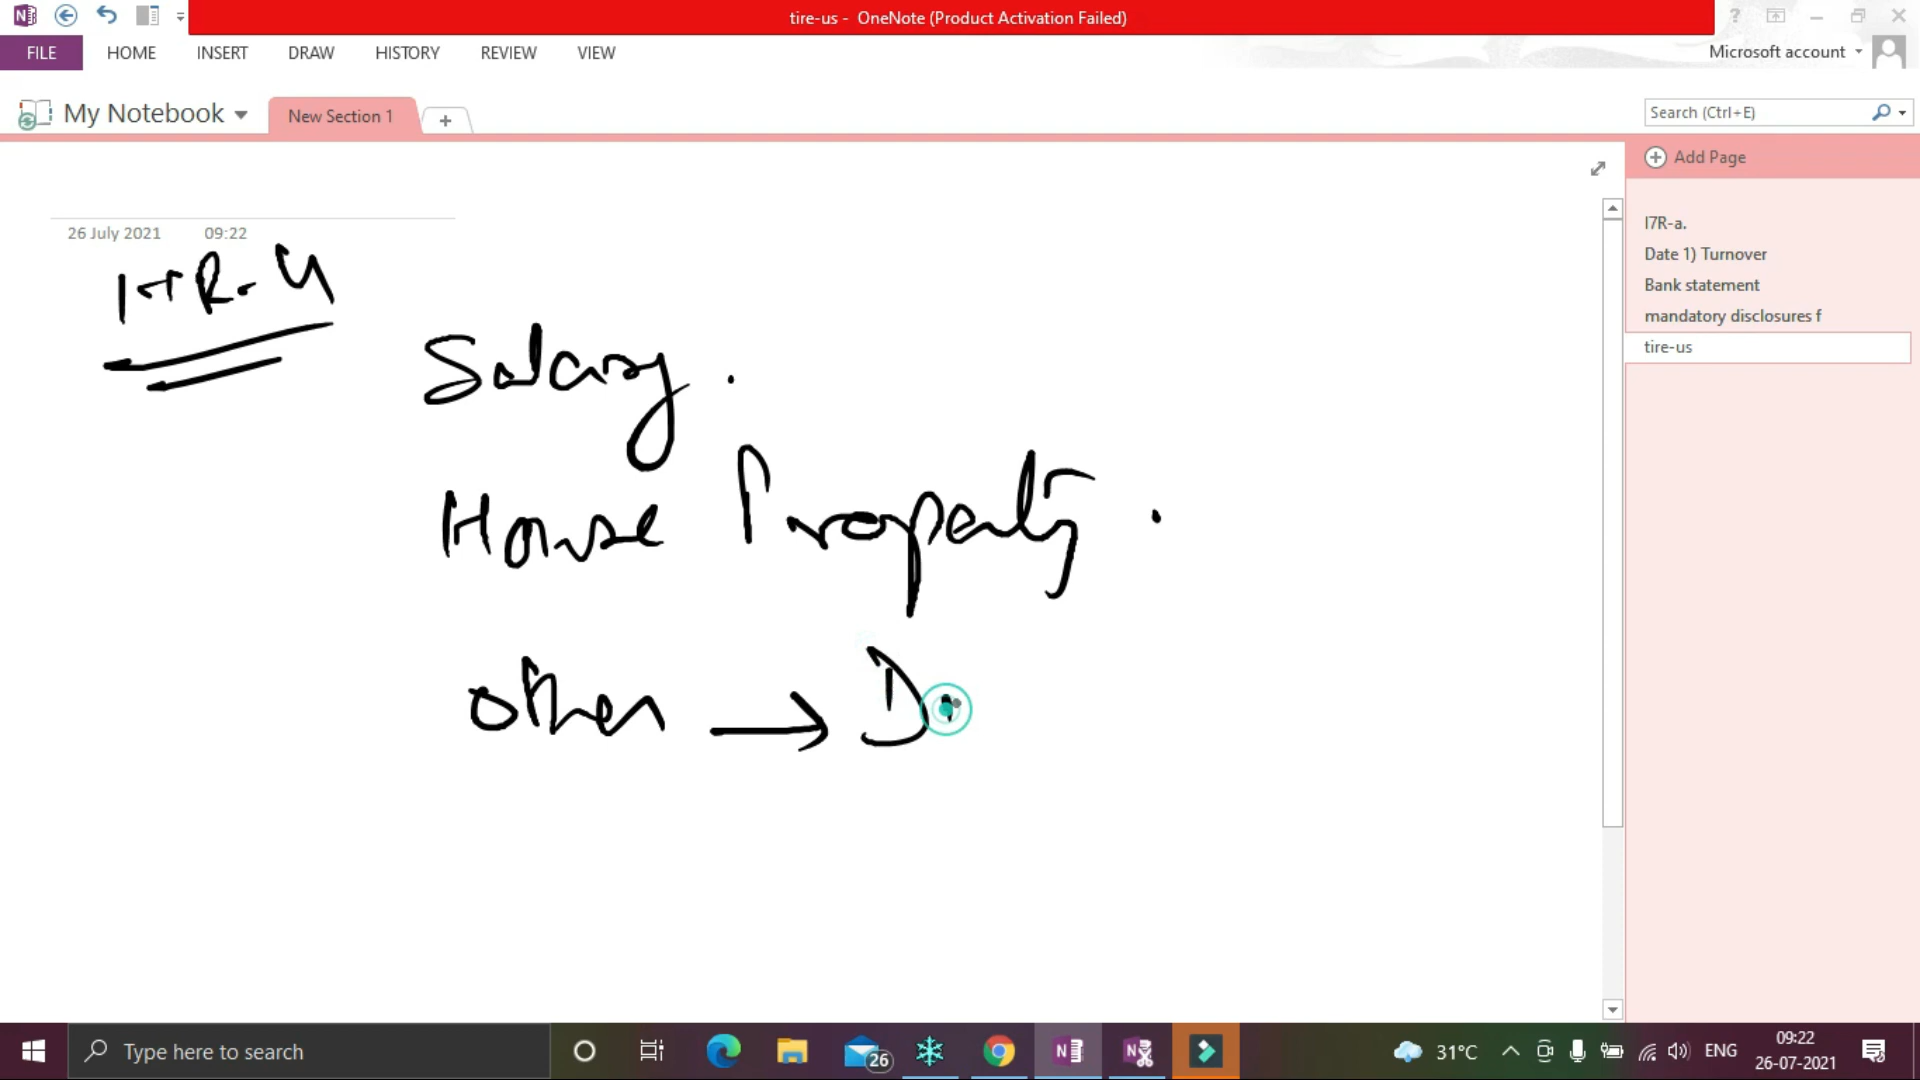 tire-us - OneNote (Product Activation Failed)
FILE HOME INSERT DRAW HISTORY REVIEW VIEW
Microsoft account
My Notebook New Section 1
Search (Ctrl+E)
Add Page
26 July 2021 09:22
I7R-a.
Date 1) Turnover
Bank statement
mandatory disclosures f
tire-us
ITR-4
Salary.
House Property.
Other → Di
Type here to search
26
31°C
ENG
09:22
26-07-2021